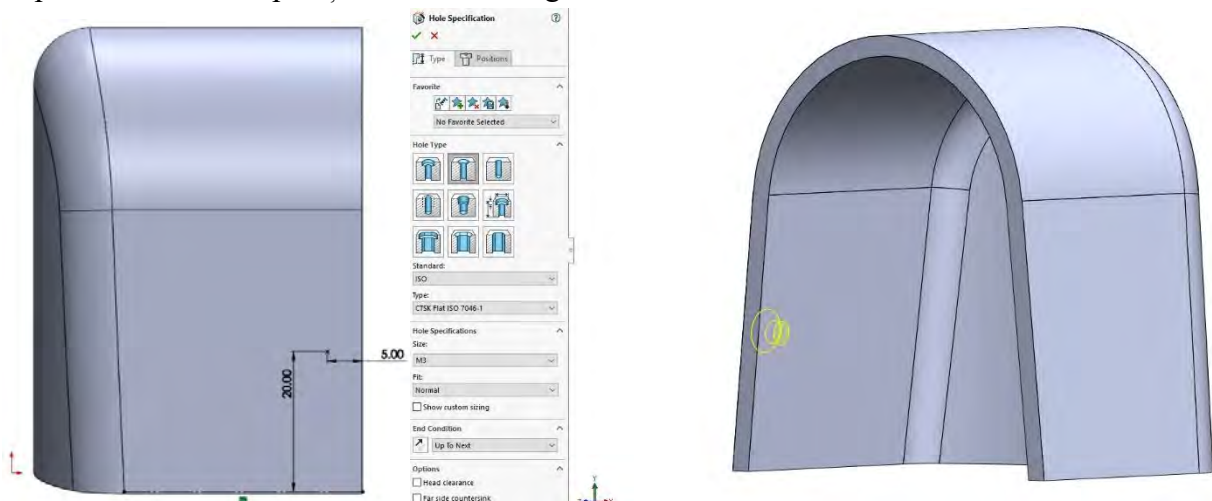 Hole Specification
Type
Positions
Favorite
No Favorite Selected
Hole Type
Standard:
ISO
Type:
CTSK Flat ISO 7046-1
Hole Specifications
Size:
M3
Fit:
Normal
Show custom sizing
End Condition
Up To Next
Options
Head clearance
Far side countersink
5.00
20.00
Y